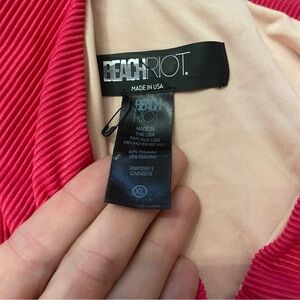 BEACHRIOT.
MADE IN USA
BEACH
RIOT
MADE IN
THE USA
FAIT AUX USA
HECHO EN EE.UU
82% Polyester
18% Spandex
XL